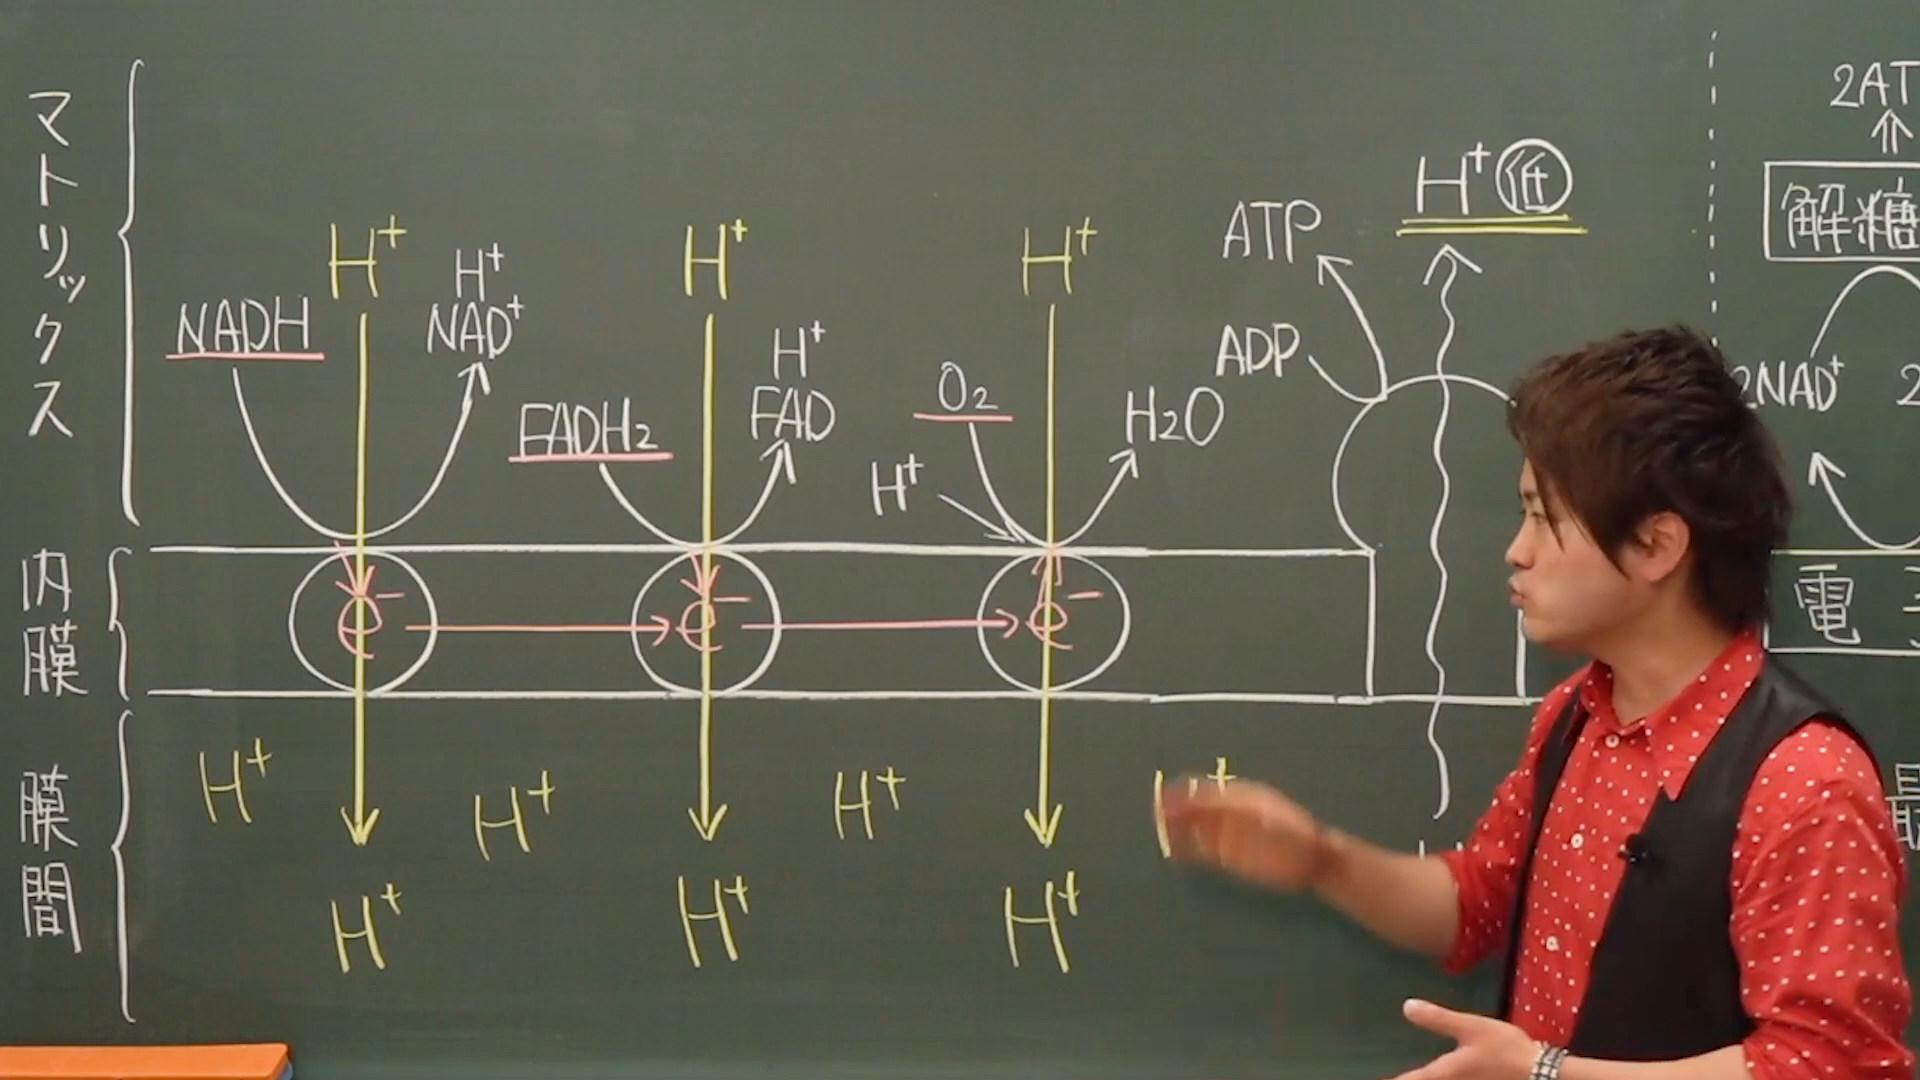 マトリックス
内膜
膜間
H⁺
NADH
H⁺
NAD⁺
H⁺
FADH₂
H⁺
FAD
H⁺
O₂
H⁺
H2O
ATP
ADP
H⁺低
e⁻
e⁻
e⁻
H⁺
H⁺
H⁺
H⁺
H⁺
H⁺
H⁺
2AT
解糖
2NAD⁺
2
電